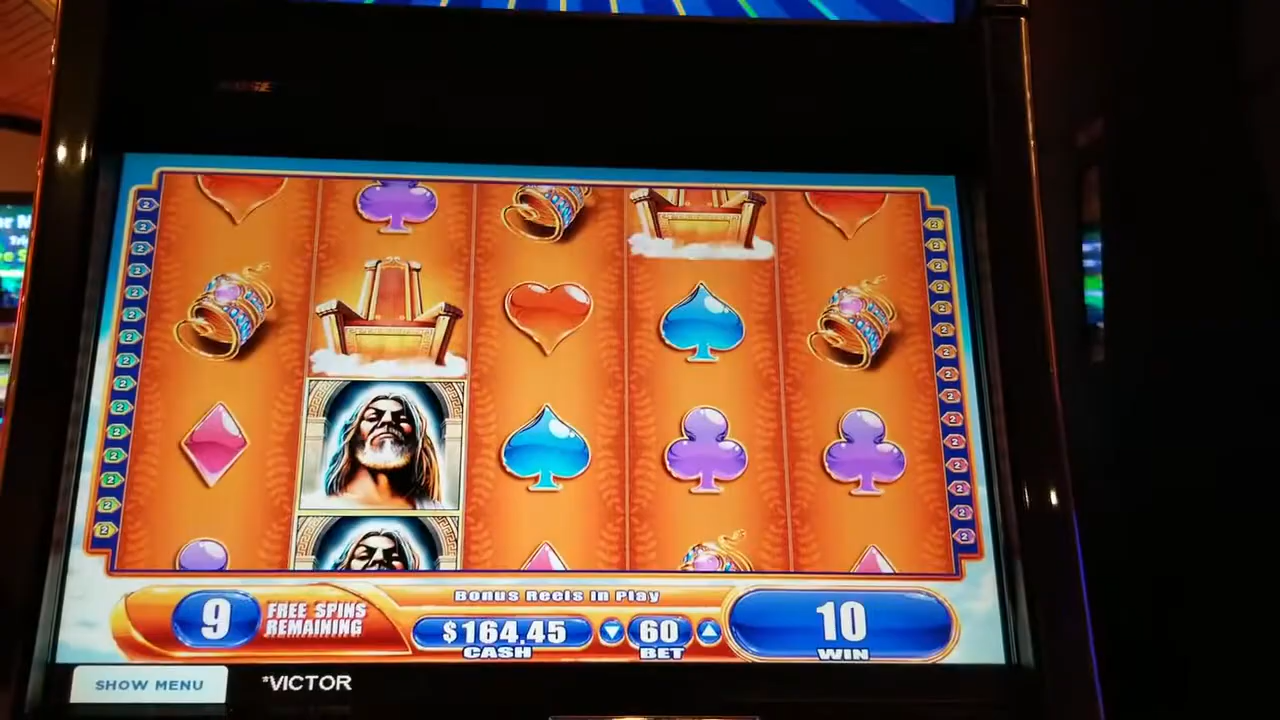 9
FREE SPINS
REMAINING
Bonus Reels in Play
$164.45
CASH
60
BET
10
WIN
SHOW MENU
*VICTOR